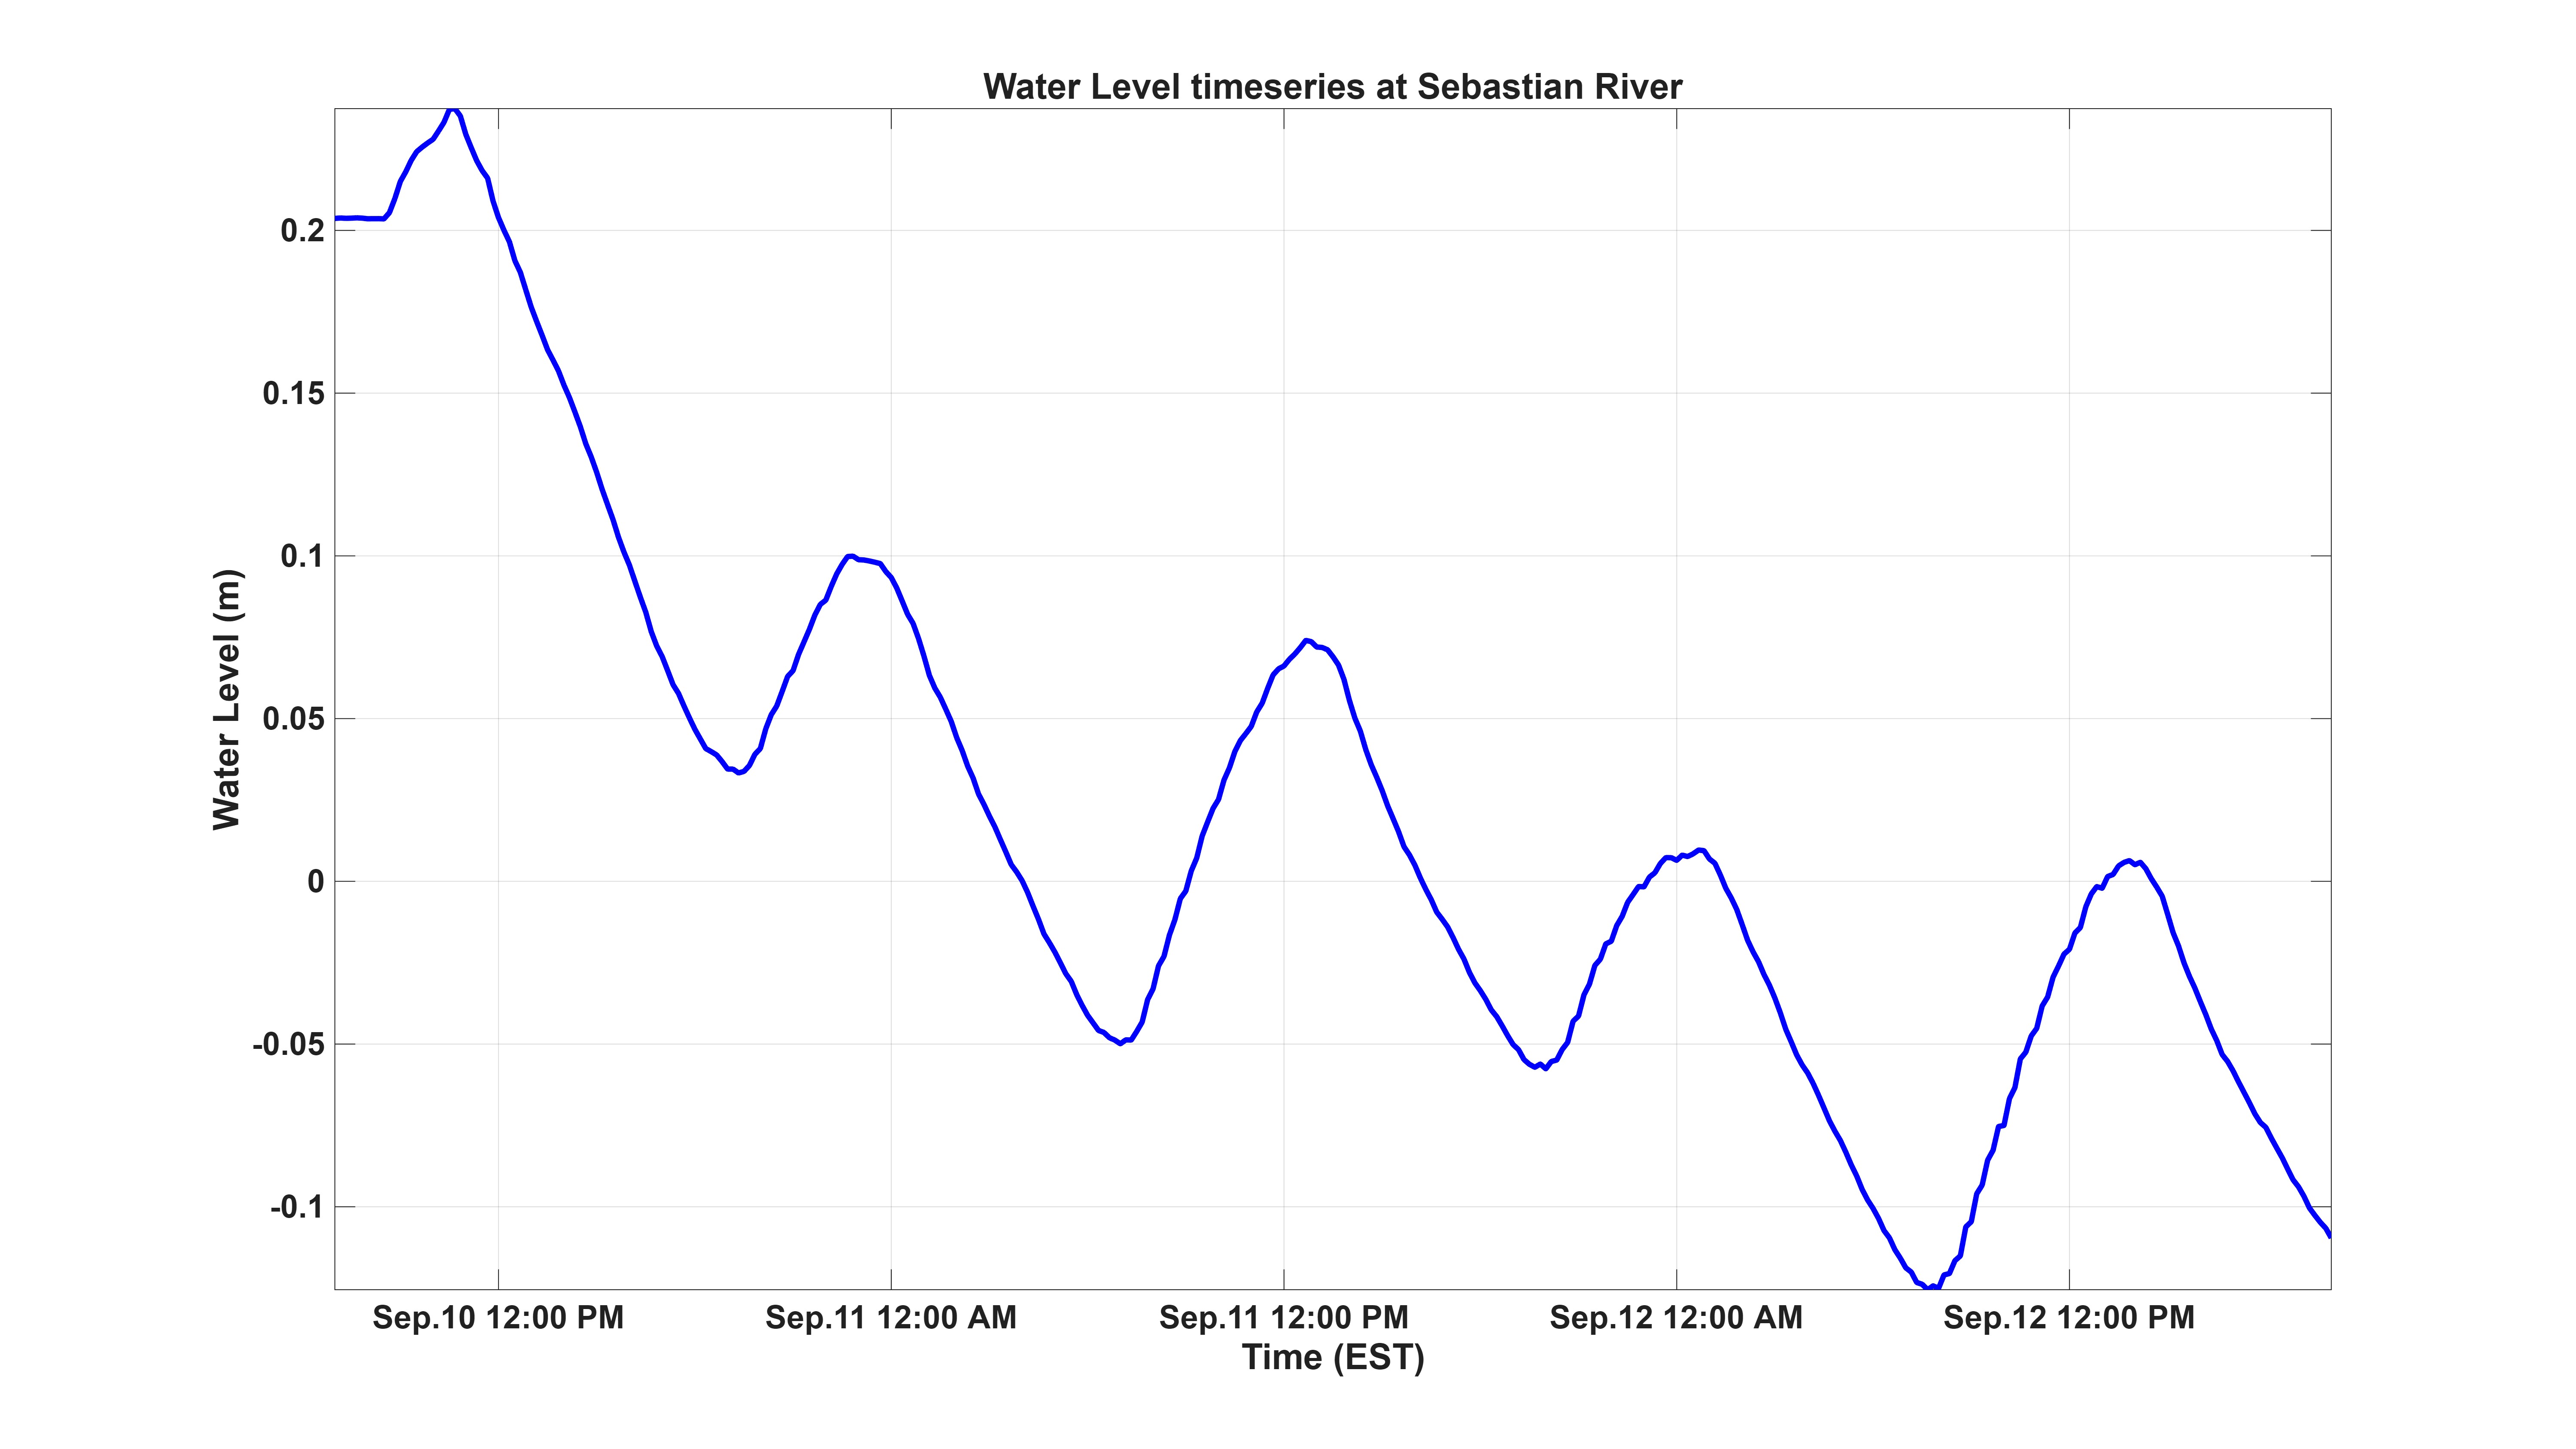 Water Level timeseries at Sebastian River
0.2
0.15
0.1
0.05
0
-0.05
-0.1
Water Level (m)
Sep.10 12:00 PM Sep.11 12:00 AM Sep.11 12:00 PM Sep.12 12:00 AM Sep.12 12:00 PM
Time (EST)